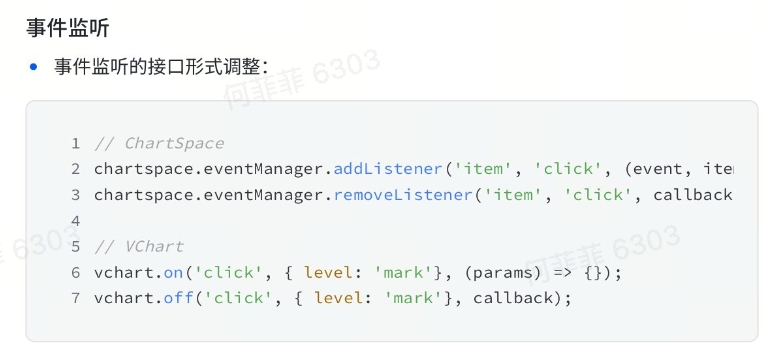 事件监听
事件监听的接口形式调整：
何菲菲 6303
1 // ChartSpace
2 chartspace.eventManager.addListener('item', 'click', (event, iter
3 chartspace.eventManager.removeListener('item', 'click', callback
4
5 // VChart
6 vchart.on('click', { level: 'mark'}, (params) => {});
7 vchart.off('click', { level: 'mark'}, callback);
菲 6303
何菲菲 6303